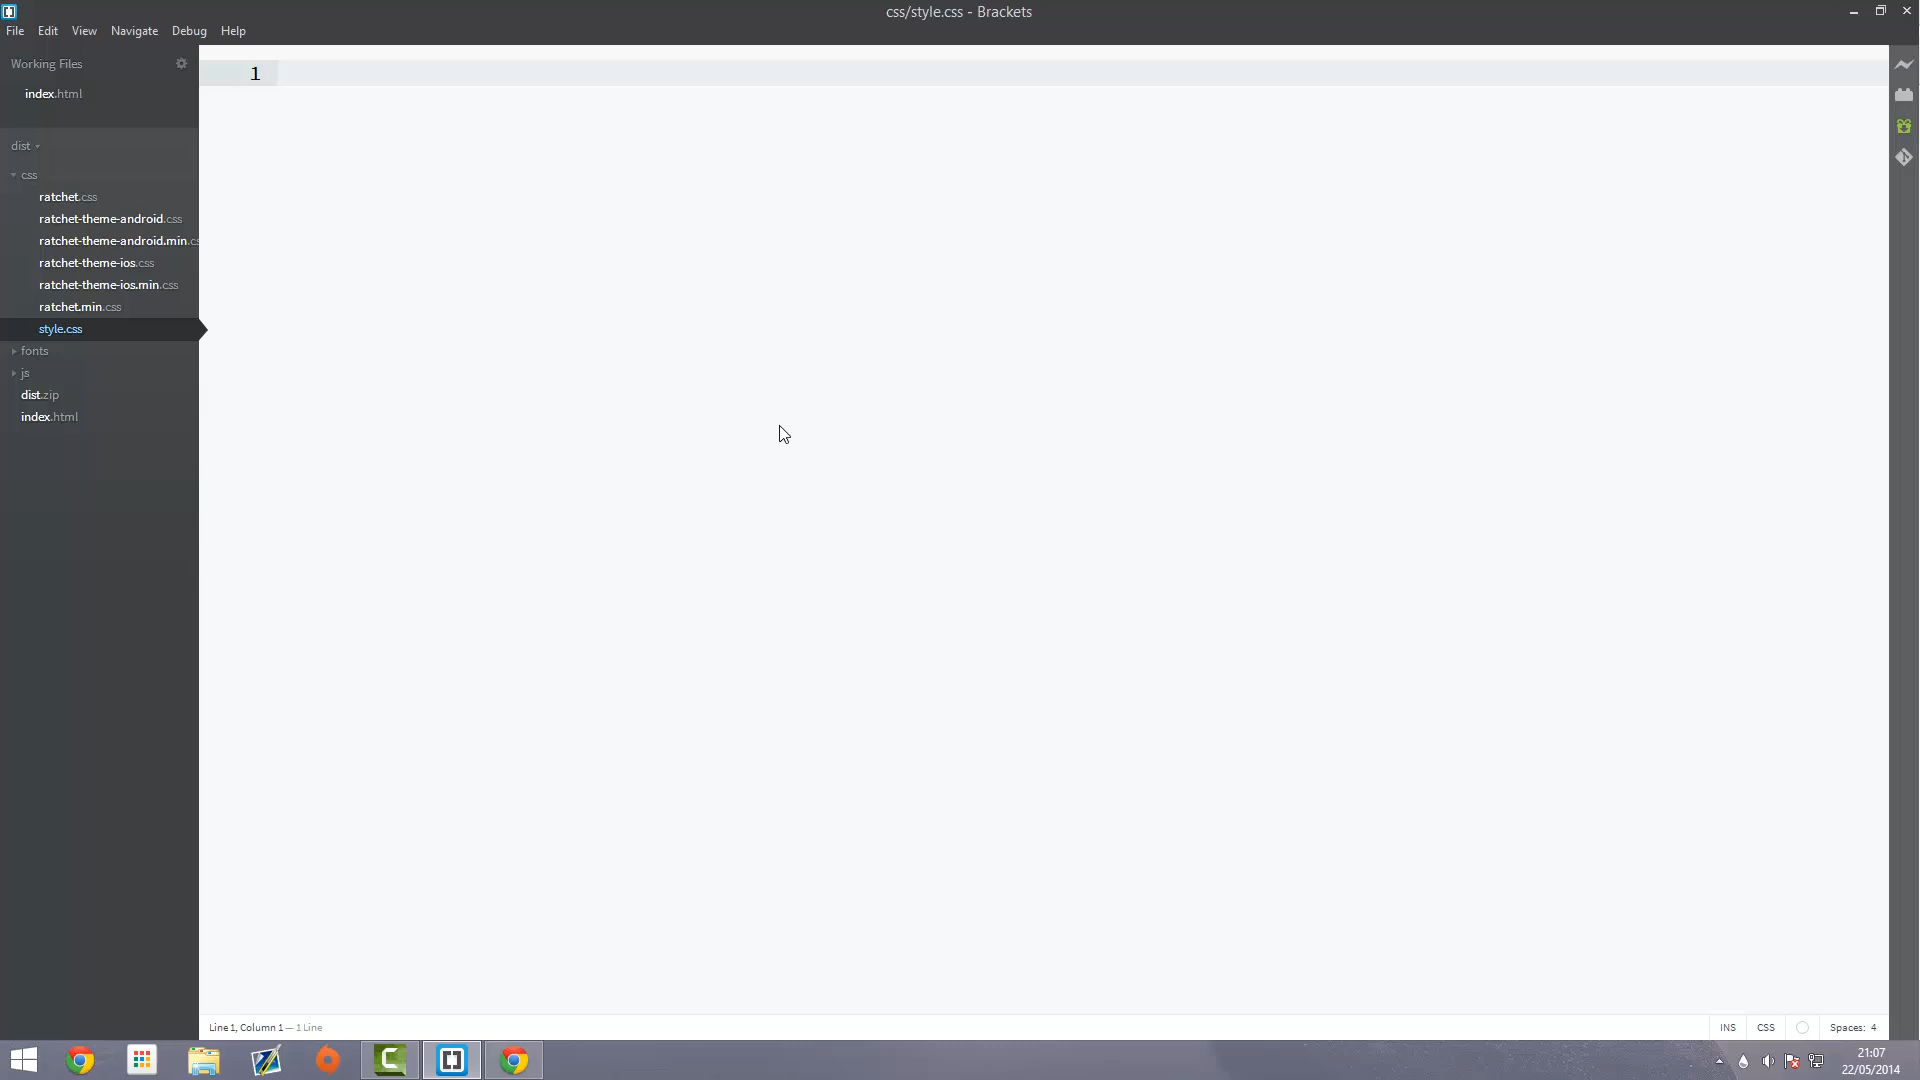 css/style.css - Brackets
File Edit View Navigate Debug Help
Working Files
index.html
dist
css
ratchet.css
ratchet-theme-android.css
ratchet-theme-android.min.cs
ratchet-theme-ios.css
ratchet-theme-ios.min.css
ratchet.min.css
style.css
fonts
js
dist.zip
index.html
1
Line 1, Column 1 — 1 Line
INS CSS Spaces: 4
21:07
22/05/2014